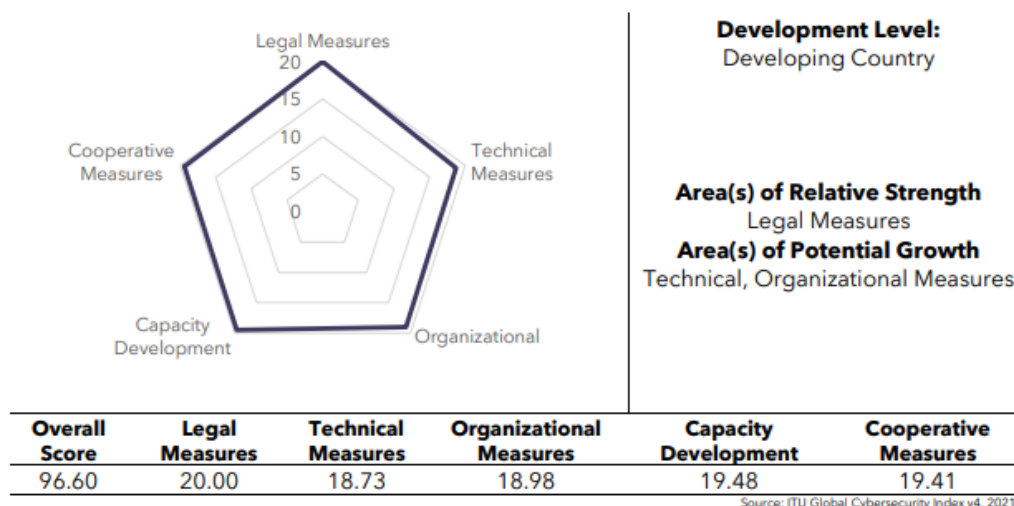 Legal Measures
20
15
10
5
0
Technical
Measures
Organizational
Capacity
Development
Cooperative
Measures
Development Level:
Developing Country
Area(s) of Relative Strength
Legal Measures
Area(s) of Potential Growth
Technical, Organizational Measures
Overall Score Legal Measures Technical Measures Organizational Measures Capacity Development Cooperative Measures
96.60 20.00 18.73 18.98 19.48 19.41
Source: ITU Global Cybersecurity Index v4, 2021